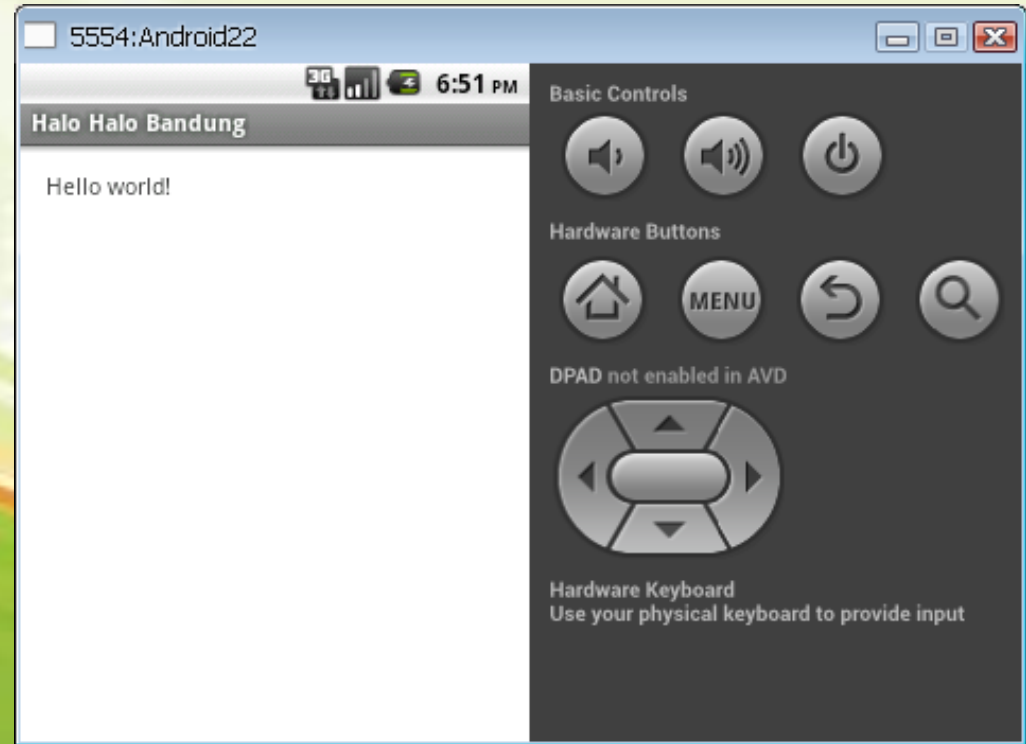 5554:Android22
3G
6:51 PM
Halo Halo Bandung
Hello world!
Basic Controls
Hardware Buttons
MENU
DPAD not enabled in AVD
Hardware Keyboard
Use your physical keyboard to provide input